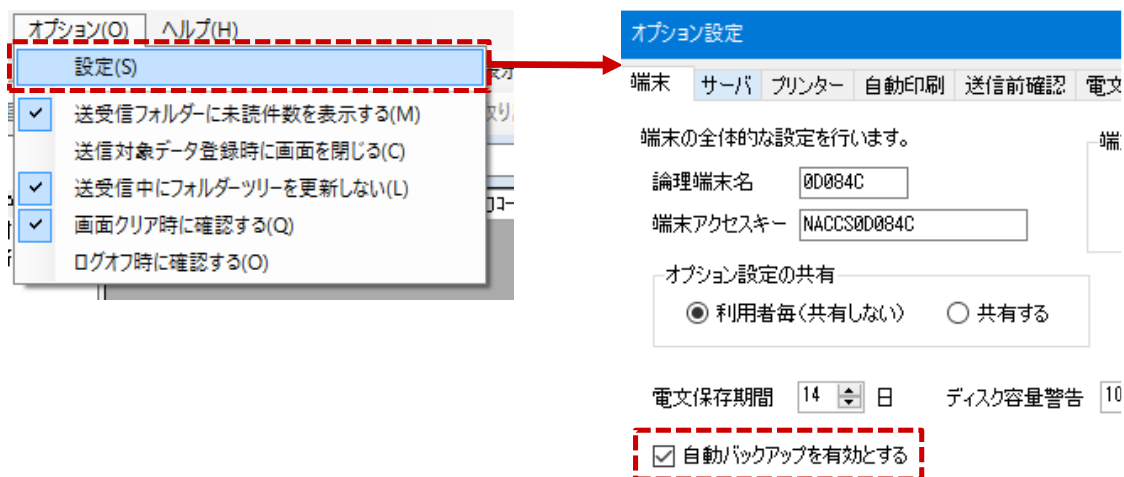 オプション(O) ヘルプ(H)
設定(S)
送受信フォルダーに未読件数を表示する(M)
送信対象データ登録時に画面を閉じる(C)
送受信中にフォルダーツリーを更新しない(L)
画面クリア時に確認する(Q)
ログオフ時に確認する(O)
オプション設定
端末 サーバ プリンター 自動印刷 送信前確認 電文
端末の全体的な設定を行います。
論理端末名 0D084C
端末アクセスキー NACCS0D084C
オプション設定の共有
利用者毎(共有しない) 共有する
電文保存期間 14 日 ディスク容量警告 10
自動バックアップを有効とする